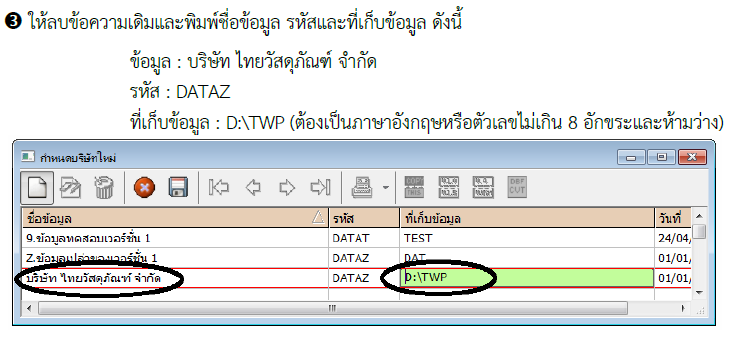 ❸ ให้ลบข้อความเดิมและพิมพ์ชื่อข้อมูล รหัสและที่เก็บข้อมูล ดังนี้
ข้อมูล : บริษัท ไทยวัสดุภัณฑ์ จำกัด
รหัส : DATAZ
ที่เก็บข้อมูล : D:\TWP (ต้องเป็นภาษาอังกฤษหรือตัวเลขไม่เกิน 8 อักขระและห้ามว่าง)
กำหนดบริษัทใหม่
DBF CUT
ชื่อข้อมูล รหัส ที่เก็บข้อมูล วันที่
9.ข้อมูลทดสอบเวอร์ชั่น 1 DATAT TEST 24/04,
Z.ข้อมูลเปล่าของเวอร์ชั่น 1 DATAZ DAT 01/01,
บริษัท ไทยวัสดุภัณฑ์ จำกัด DATAZ D:\TWP 01/01,